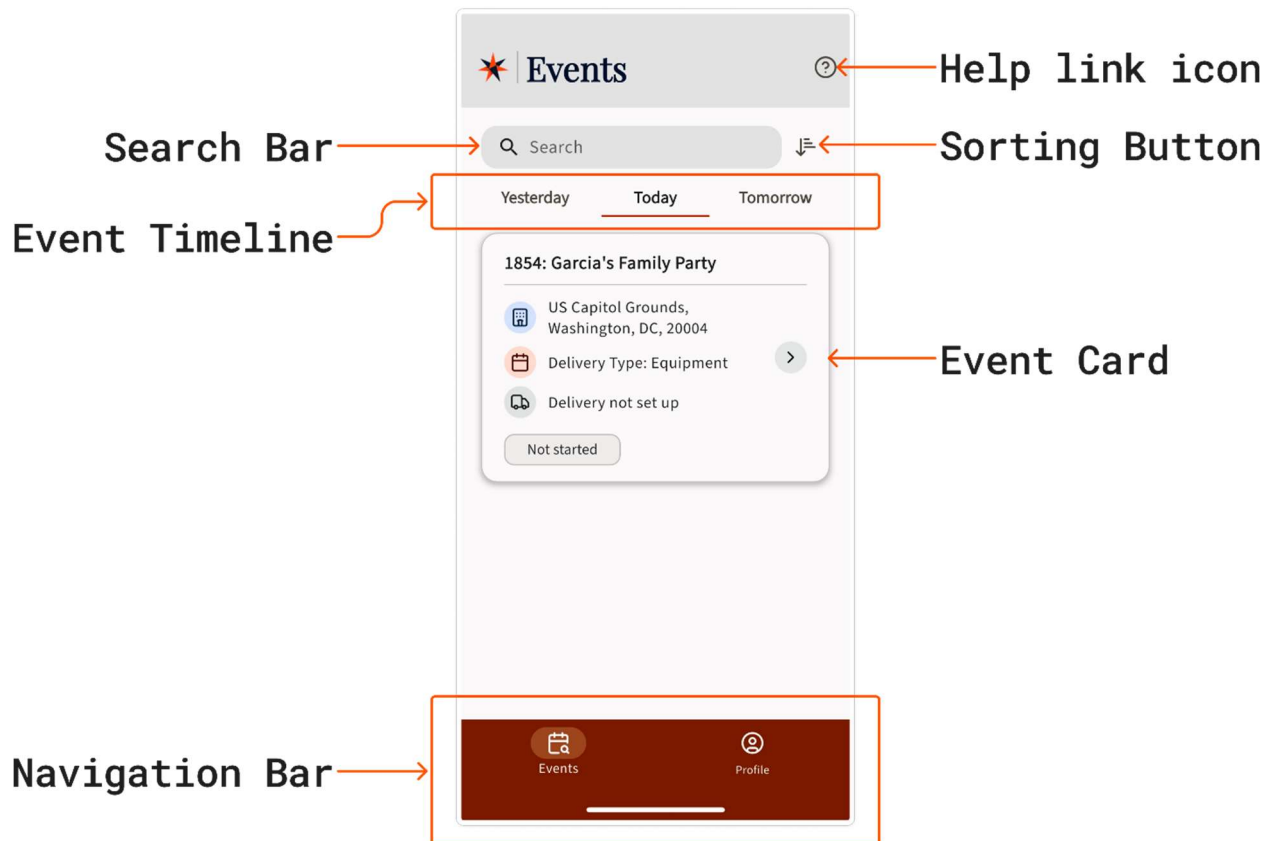 Events
Help link icon
Search Bar
Search
Sorting Button
Event Timeline
Yesterday
Today
Tomorrow
1854: Garcia's Family Party
US Capitol Grounds,
Washington, DC, 20004
Delivery Type: Equipment
Event Card
Delivery not set up
Not started
Navigation Bar
Events
Profile